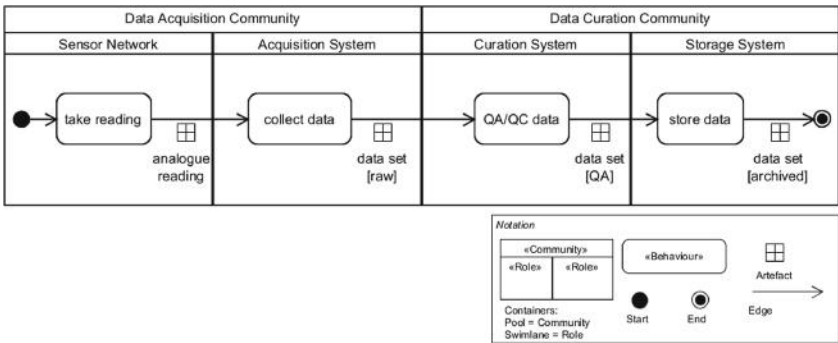 Data Acquisition Community
Data Curation Community
Sensor Network
Acquisition System
Curation System
Storage System
take reading
collect data
QA/QC data
store data
analogue
reading
data set
[raw]
data set
[QA]
data set
[archived]
Notation
«Community»
«Role»
«Role»
«Behaviour»
Artefact
Containers:
Pool = Community
Swimlane = Role
Start
End
Edge